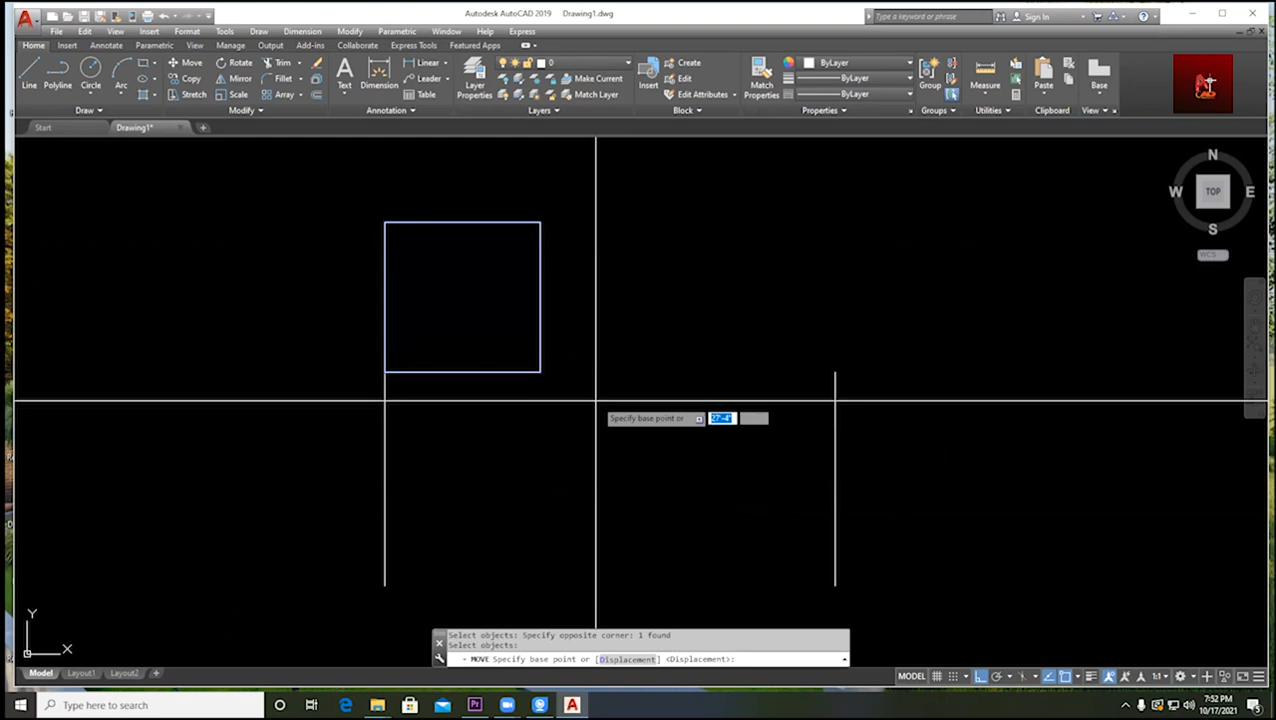 Autodesk AutoCAD 2019 Drawing1.dwg
Type a keyword or phrase
Sign In
File Edit View Insert Format Tools Draw Dimension Modify Parametric Window Express
Home Insert Annotate Parametric View Manage Output Add-ins Collaborate Express Tools Featured Apps
Line Polyline Circle Arc
Draw
Move Rotate Trim
Copy Mirror Fillet
Stretch Scale Array
Modify
Text Dimension
Linear
Leader
Table
Annotation
Layer Properties
0
Make Current
Match Layer
Layers
Insert
Create
Edit
Edit Attributes
Block
Match Properties
ByLayer
ByLayer
ByLayer
Properties
Group
Groups
Measure
Utilities
Paste
Clipboard
Base
View
Start Drawing1*
N
W TOP E
S
WCS
Specify base point or
Y
X
Select objects: Specify opposite corner: 1 found
Select objects:
MOVE Specify base point or [Displacement] <Displacement>:
Model Layout1 Layout2 +
MODEL 1:1
Type here to search
7:52 PM
10/17/2021